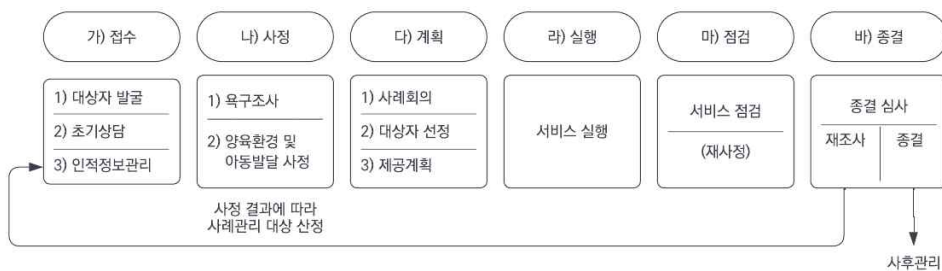 가) 접수
나) 사정
다) 계획
라) 실행
마) 점검
바) 종결
1) 대상자 발굴
2) 초기상담
3) 인적정보관리
1) 욕구조사
2) 양육환경 및
아동발달 사정
1) 사례회의
2) 대상자 선정
3) 제공계획
서비스 실행
서비스 점검
(재사정)
종결 심사
재조사
종결
사정 결과에 따라
사례관리 대상 산정
사후관리